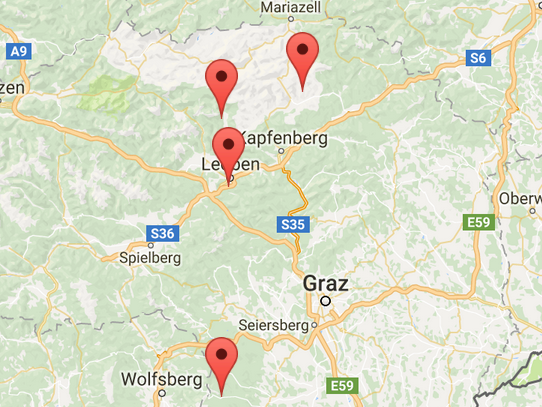 Mariazell
A9
S6
zen
Kapfenberg
Leoben
Oberw
S36
S35
E59
Spielberg
Graz
Seiersberg
Wolfsberg
E59